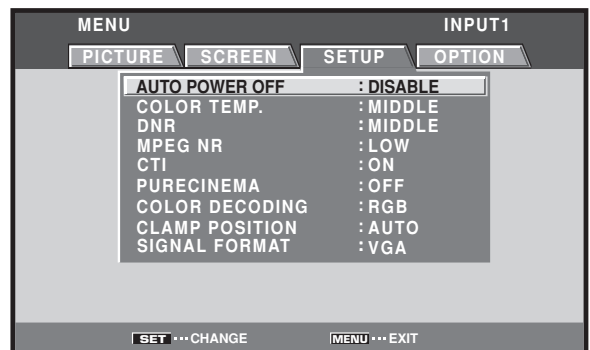 MENU INPUT1
PICTURE SCREEN SETUP OPTION
AUTO POWER OFF : DISABLE
COLOR TEMP. : MIDDLE
DNR : MIDDLE
MPEG NR : LOW
CTI : ON
PURECINEMA : OFF
COLOR DECODING : RGB
CLAMP POSITION : AUTO
SIGNAL FORMAT : VGA
SET ··· CHANGE MENU ··· EXIT